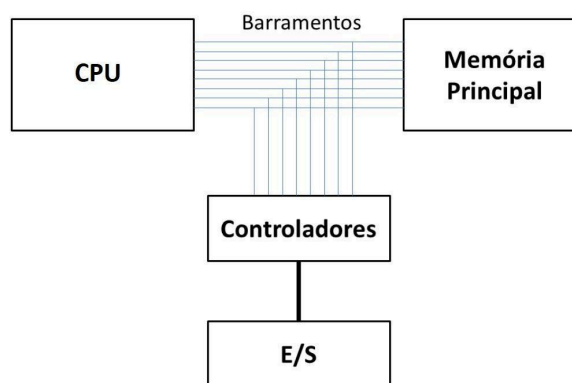 Barramentos
CPU
Memória
Principal
Controladores
E/S